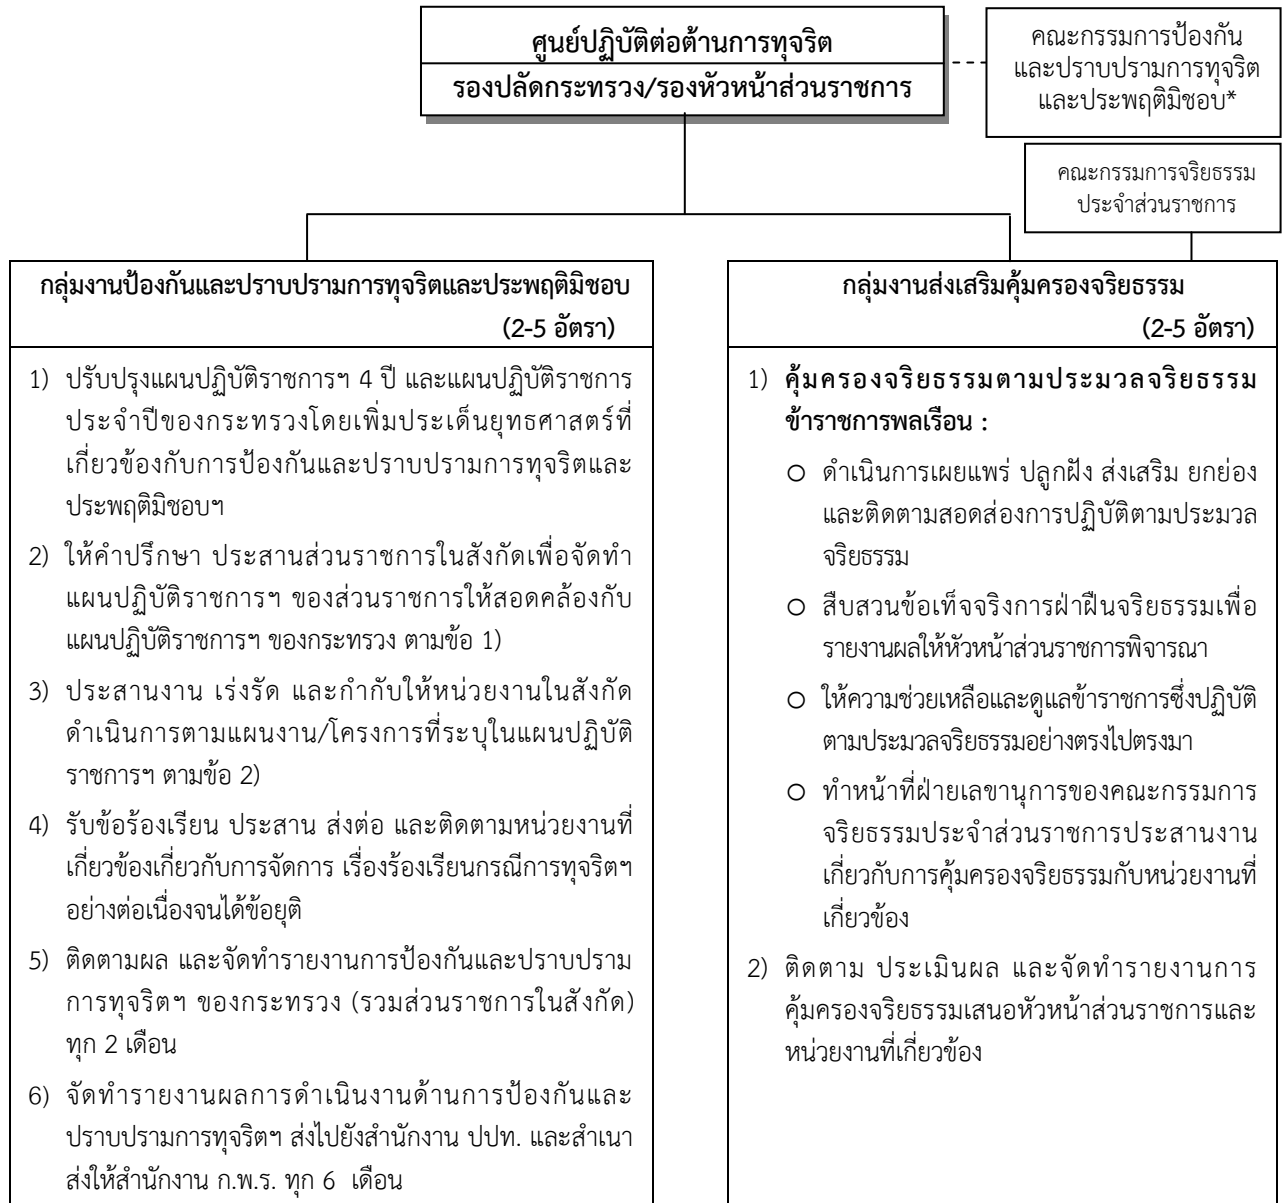 ศูนย์ปฏิบัติต่อต้านการทุจริต
รองปลัดกระทรวง/รองหัวหน้าส่วนราชการ
คณะกรรมการป้องกัน
และปราบปรามการทุจริต
และประพฤติมิชอบ*
คณะกรรมการจริยธรรม
ประจำส่วนราชการ
กลุ่มงานป้องกันและปราบปรามการทุจริตและประพฤติมิชอบ
(2-5 อัตรา)
1) ปรับปรุงแผนปฏิบัติราชการฯ 4 ปี และแผนปฏิบัติราชการ
ประจำปีของกระทรวงโดยเพิ่มประเด็นยุทธศาสตร์ที่
เกี่ยวข้องกับการป้องกันและปราบปรามการทุจริตและ
ประพฤติมิชอบฯ
2) ให้คำปรึกษา ประสานส่วนราชการในสังกัดเพื่อจัดทำ
แผนปฏิบัติราชการฯ ของส่วนราชการให้สอดคล้องกับ
แผนปฏิบัติราชการฯ ของกระทรวง ตามข้อ 1)
3) ประสานงาน เร่งรัด และกำกับให้หน่วยงานในสังกัด
ดำเนินการตามแผนงาน/โครงการที่ระบุในแผนปฏิบัติ
ราชการฯ ตามข้อ 2)
4) รับข้อร้องเรียน ประสาน ส่งต่อ และติดตามหน่วยงานที่
เกี่ยวข้องเกี่ยวกับการจัดการ เรื่องร้องเรียนกรณีการทุจริตฯ
อย่างต่อเนื่องจนได้ข้อยุติ
5) ติดตามผล และจัดทำรายงานการป้องกันและปราบปราม
การทุจริตฯ ของกระทรวง (รวมส่วนราชการในสังกัด)
ทุก 2 เดือน
6) จัดทำรายงานผลการดำเนินงานด้านการป้องกันและ
ปราบปรามการทุจริตฯ ส่งไปยังสำนักงาน ปปท. และสำเนา
ส่งให้สำนักงาน ก.พ.ร. ทุก 6 เดือน
กลุ่มงานส่งเสริมคุ้มครองจริยธรรม
(2-5 อัตรา)
1) คุ้มครองจริยธรรมตามประมวลจริยธรรม
ข้าราชการพลเรือน :
o ดำเนินการเผยแพร่ ปลูกฝัง ส่งเสริม ยกย่อง
และติดตามสอดส่องการปฏิบัติตามประมวล
จริยธรรม
o สืบสวนข้อเท็จจริงการฝ่าฝืนจริยธรรมเพื่อ
รายงานผลให้หัวหน้าส่วนราชการพิจารณา
o ให้ความช่วยเหลือและดูแลข้าราชการซึ่งปฏิบัติ
ตามประมวลจริยธรรมอย่างตรงไปตรงมา
o ทำหน้าที่ฝ่ายเลขานุการของคณะกรรมการ
จริยธรรมประจำส่วนราชการประสานงาน
เกี่ยวกับการคุ้มครองจริยธรรมกับหน่วยงานที่
เกี่ยวข้อง
2) ติดตาม ประเมินผล และจัดทำรายงานการ
คุ้มครองจริยธรรมเสนอหัวหน้าส่วนราชการและ
หน่วยงานที่เกี่ยวข้อง